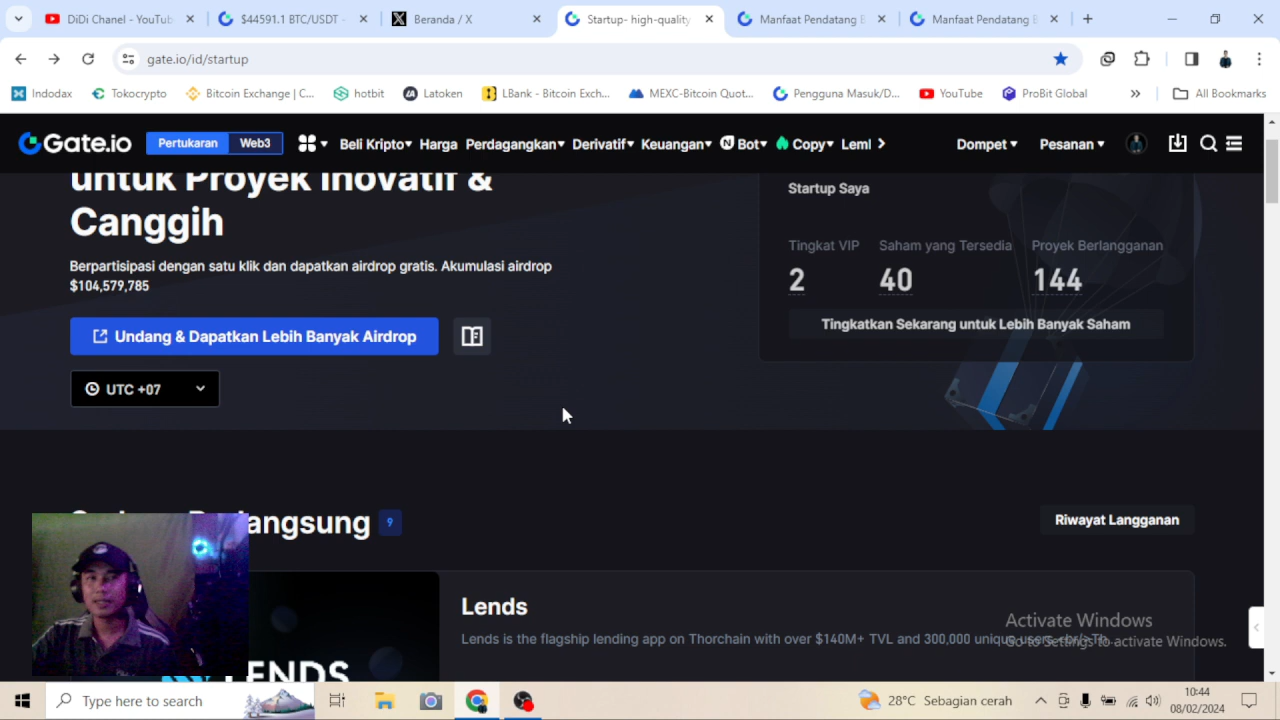 DiDi Chanel - YouTub
$44591.1 BTC/USDT -
Beranda / X
Startup- high-quality
Manfaat Pendatang B
Manfaat Pendatang B
gate.io/id/startup
Indodax
Tokocrypto
Bitcoin Exchange | C...
hotbit
Latoken
LBank - Bitcoin Exch...
MEXC-Bitcoin Quot...
Pengguna Masuk/D...
YouTube
ProBit Global
»
All Bookmarks
Gate.io
Pertukaran
Web3
Beli Kripto
Harga
Perdagangkan
Derivatif
Keuangan
Bot
Copy
Lem
Dompet
Pesanan
untuk Proyek Inovatif &
Canggih
Berpartisipasi dengan satu klik dan dapatkan airdrop gratis. Akumulasi airdrop
$104,579,785
Undang & Dapatkan Lebih Banyak Airdrop
UTC +07
Startup Saya
Tingkat VIP Saham yang Tersedia Proyek Berlangganan
2 40 144
Tingkatkan Sekarang untuk Lebih Banyak Saham
angsung 9
Riwayat Langganan
Lends
Lends is the flagship lending app on Thorchain with over $140M+ TVL and 300,000 unique users.<br/>Th
LENDS
Activate Windows
Go to Settings to activate Windows.
Type here to search
28°C Sebagian cerah
10:44
08/02/2024